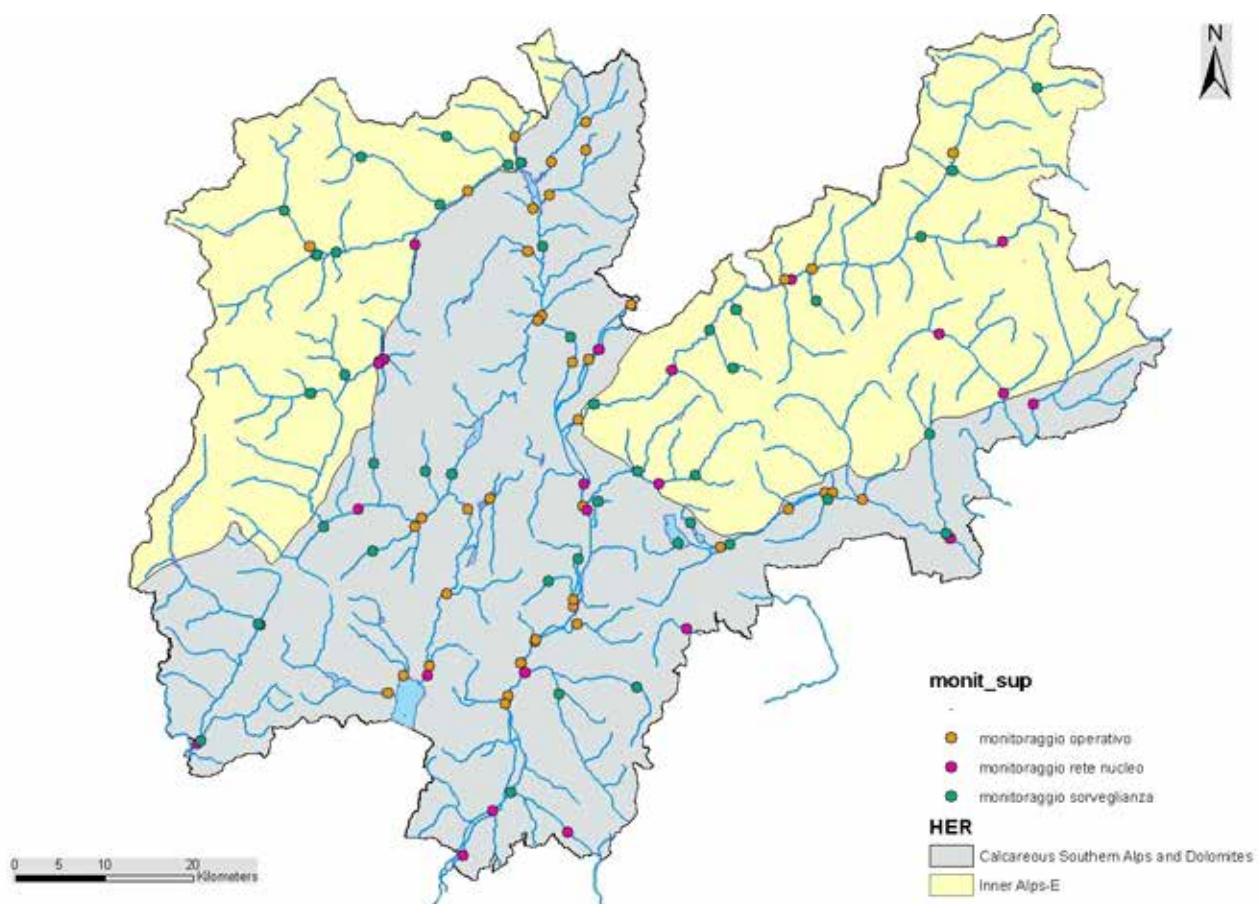 N
monit_sup
monitoraggio operativo
monitoraggio rete nucleo
monitoraggio sorveglianza
HER
Calcareous Southern Alps and Dolomites
Inner Alps-E
0 5 10 20
Kilometers